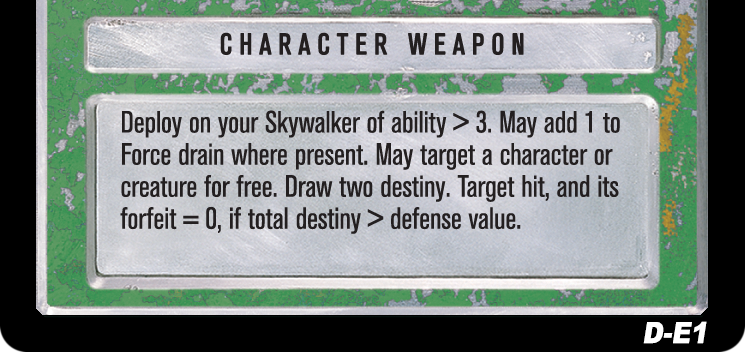 CHARACTER WEAPON
Deploy on your Skywalker of ability > 3. May add 1 to
Force drain where present. May target a character or
creature for free. Draw two destiny. Target hit, and its
forfeit = 0, if total destiny > defense value.
D-E1